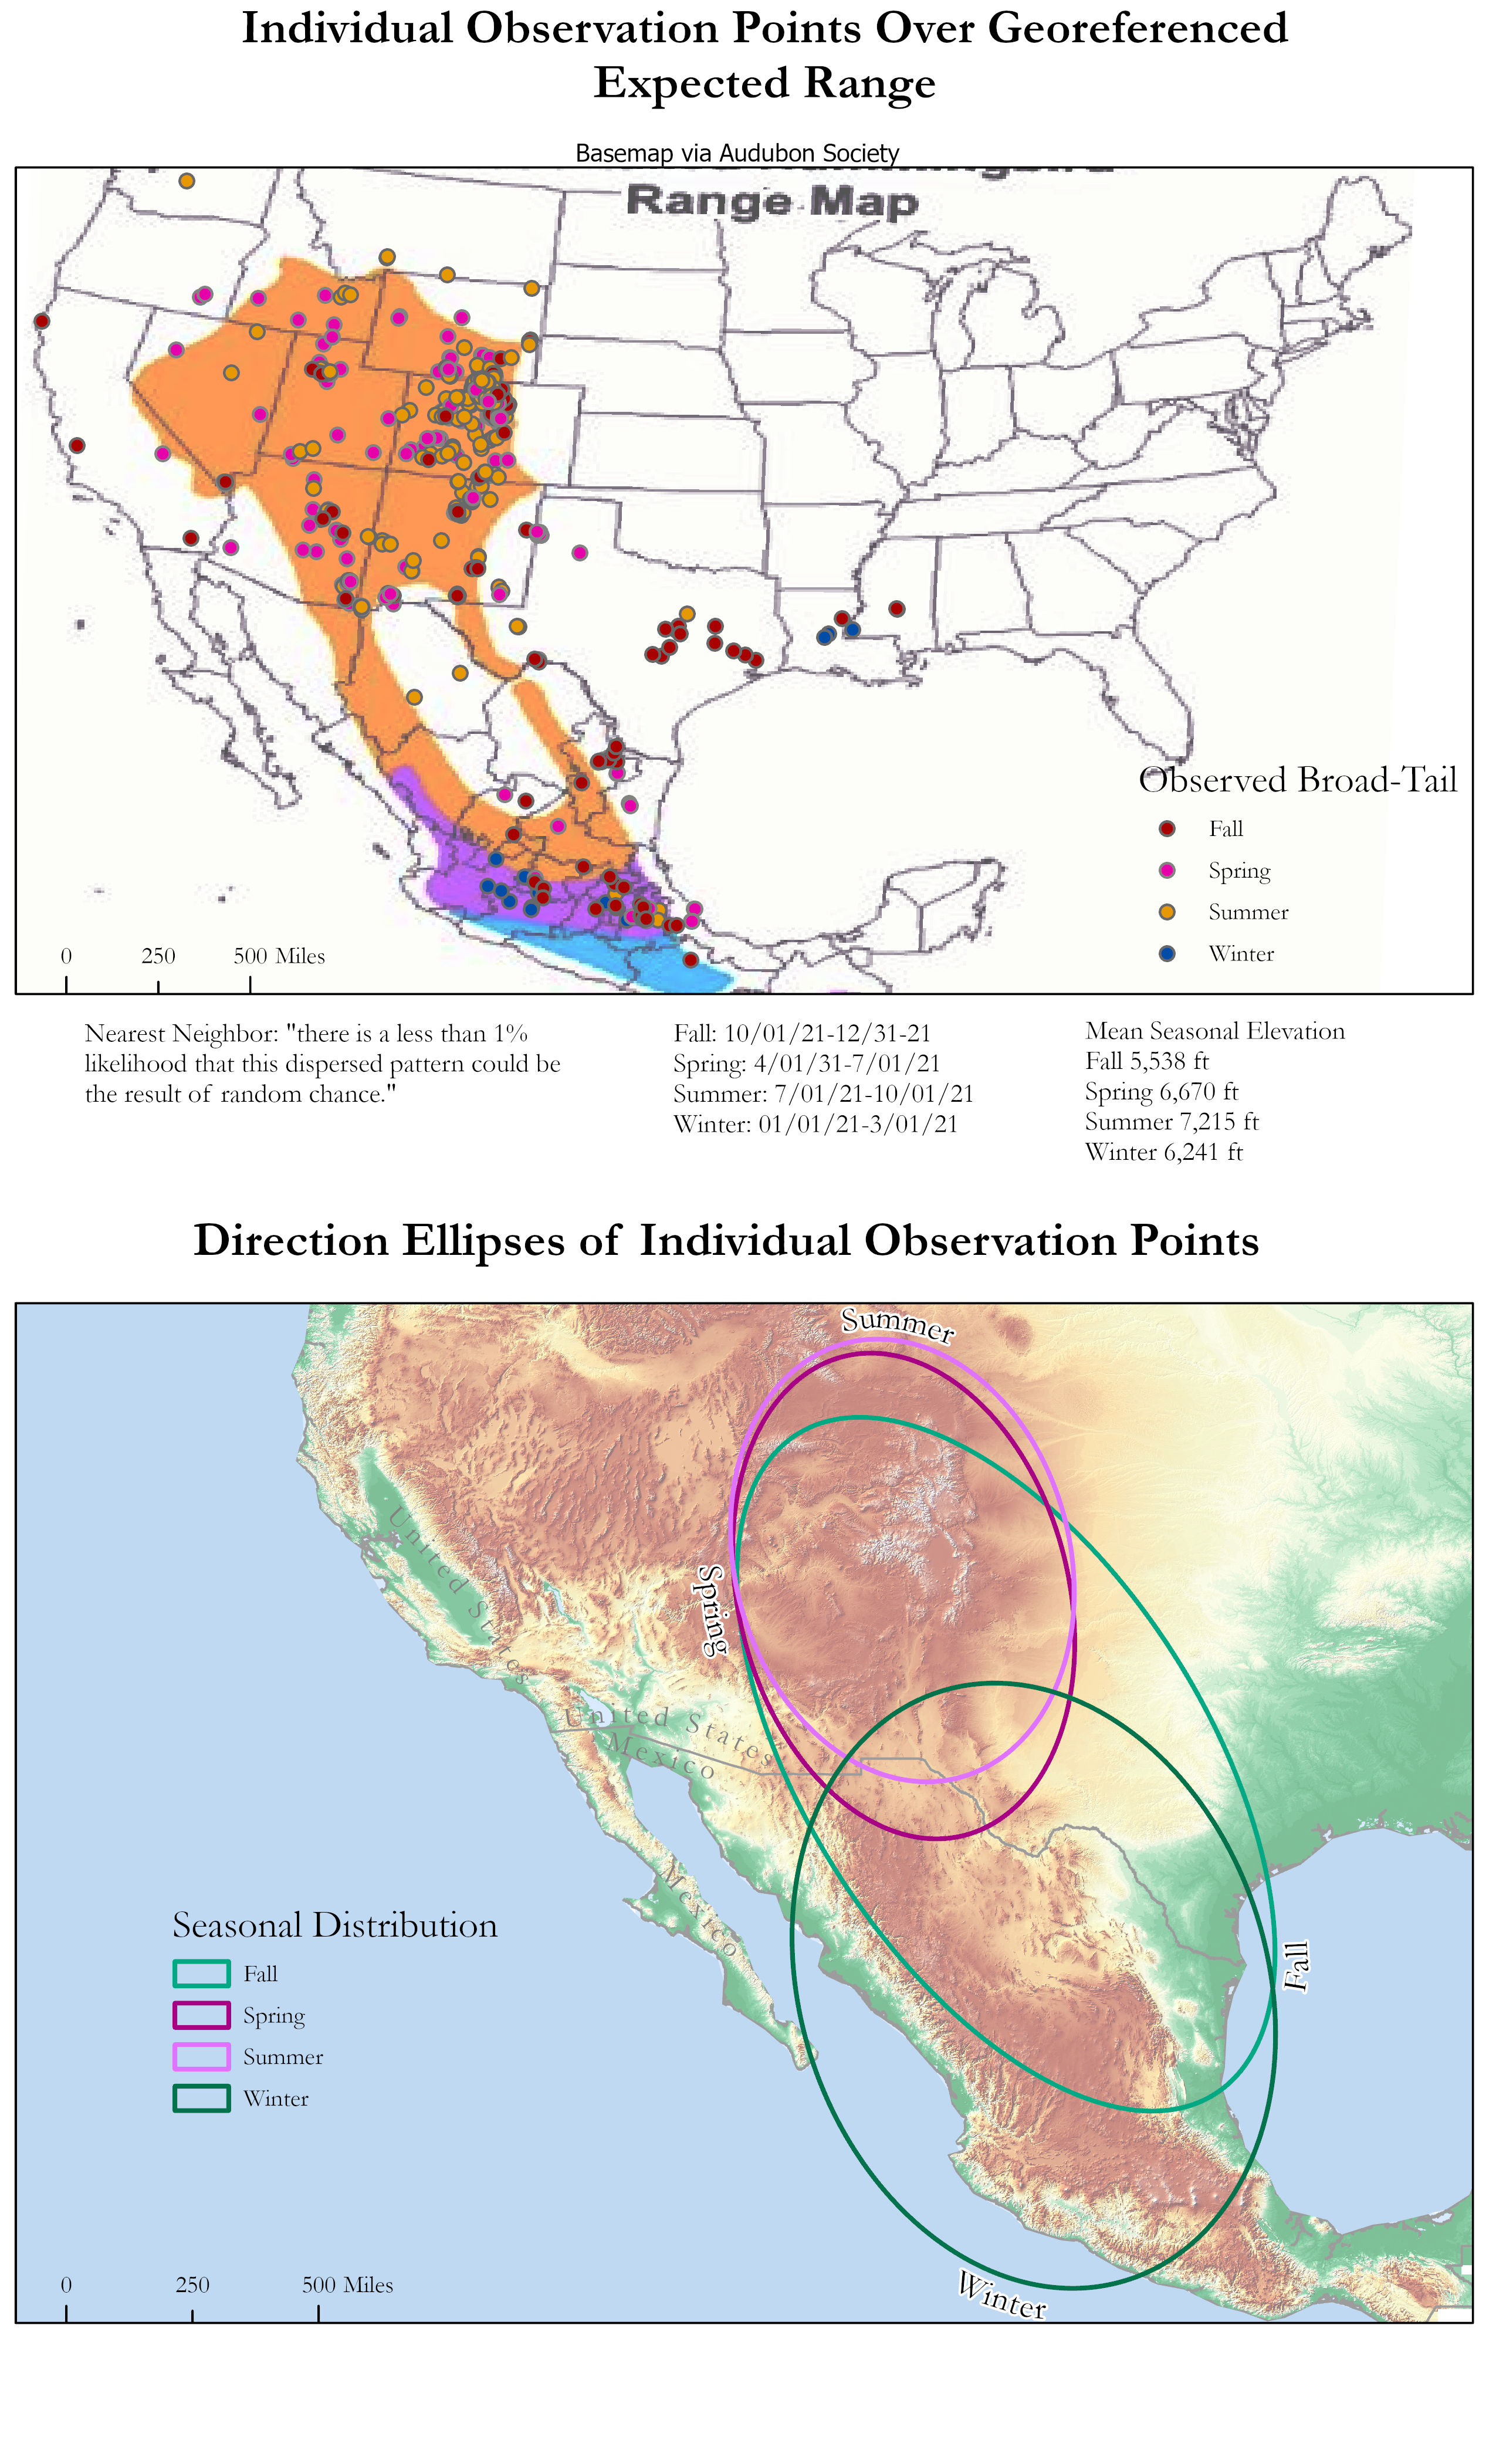 Individual Observation Points Over Georeferenced
Expected Range
Basemap via Audubon Society
Range Map
Observed Broad-Tail
Fall
Spring
Summer
Winter
0 250 500 Miles
Nearest Neighbor: "there is a less than 1%
likelihood that this dispersed pattern could be
the result of random chance."
Fall: 10/01/21-12/31-21
Spring: 4/01/31-7/01/21
Summer: 7/01/21-10/01/21
Winter: 01/01/21-3/01/21
Mean Seasonal Elevation
Fall 5,538 ft
Spring 6,670 ft
Summer 7,215 ft
Winter 6,241 ft
Direction Ellipses of Individual Observation Points
Summer
United States
Spring
United States
Mexico
Mexico
Fall
Winter
Seasonal Distribution
Fall
Spring
Summer
Winter
0 250 500 Miles